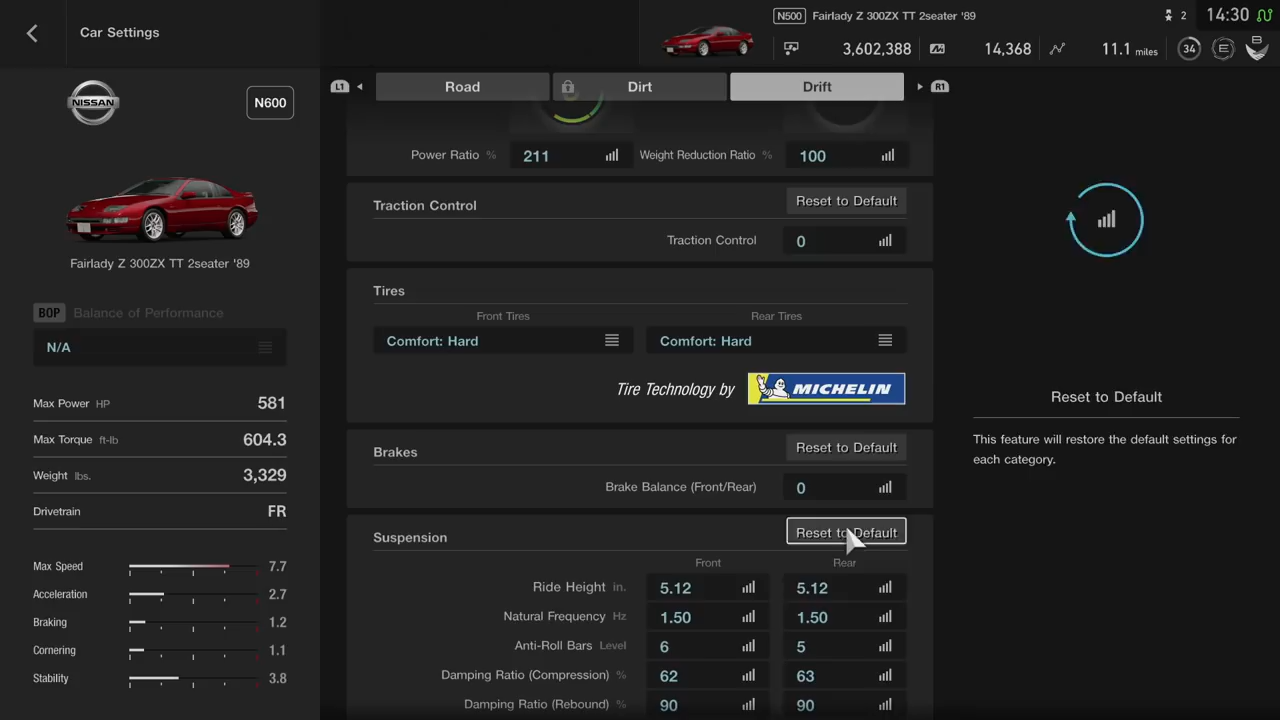 Car Settings
N500 Fairlady Z 300ZX TT 2seater '89
2 14:30
3,602,388 14,368 11.1 miles 34 E B
L1 Road Dirt Drift R1
NISSAN N600
Fairlady Z 300ZX TT 2seater '89
BOP Balance of Performance
N/A
Max Power HP 581
Max Torque ft-lb 604.3
Weight lbs. 3,329
Drivetrain FR
Max Speed 7.7
Acceleration 2.7
Braking 1.2
Cornering 1.1
Stability 3.8
Power Ratio % 211 Weight Reduction Ratio % 100
Traction Control Reset to Default
Traction Control 0
Tires
Front Tires Rear Tires
Comfort: Hard Comfort: Hard
Tire Technology by MICHELIN
Brakes Reset to Default
Brake Balance (Front/Rear) 0
Suspension Reset to Default
Front Rear
Ride Height in. 5.12 5.12
Natural Frequency Hz 1.50 1.50
Anti-Roll Bars Level 6 5
Damping Ratio (Compression) % 62 63
Damping Ratio (Rebound) % 90 90
Reset to Default
This feature will restore the default settings for
each category.